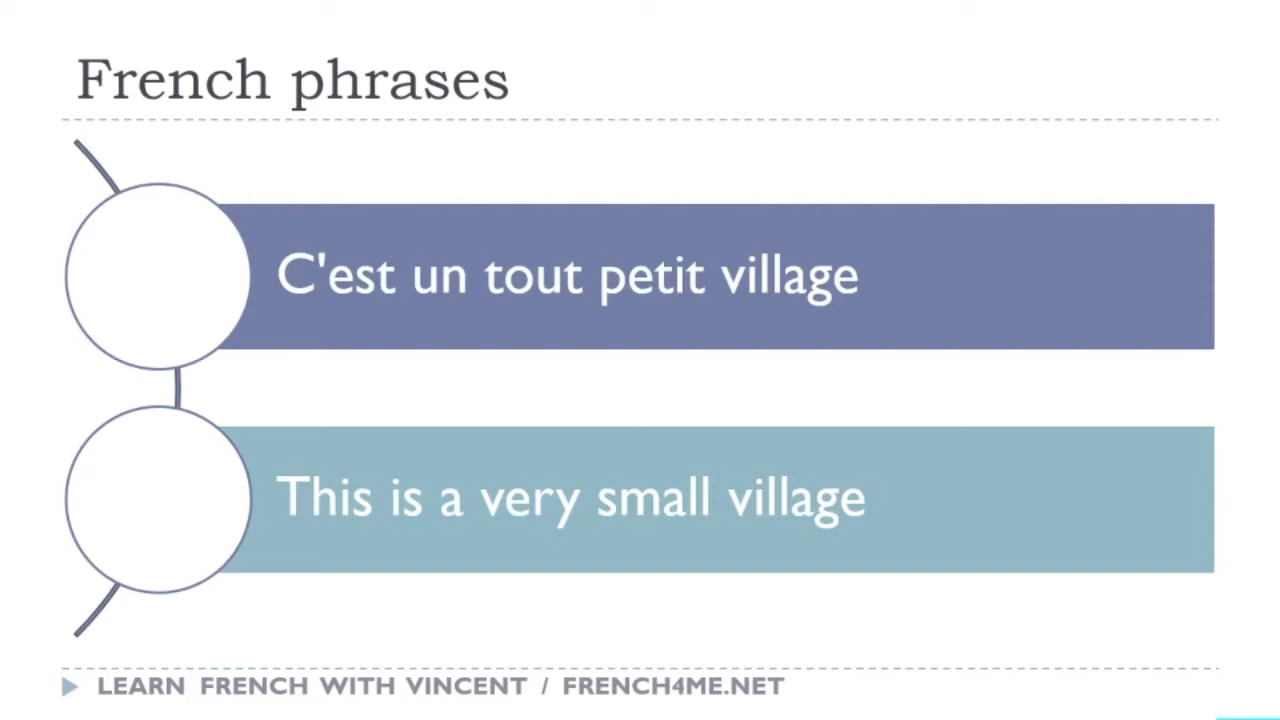 French phrases
C'est un tout petit village
This is a very small village
LEARN FRENCH WITH VINCENT / FRENCH4ME.NET